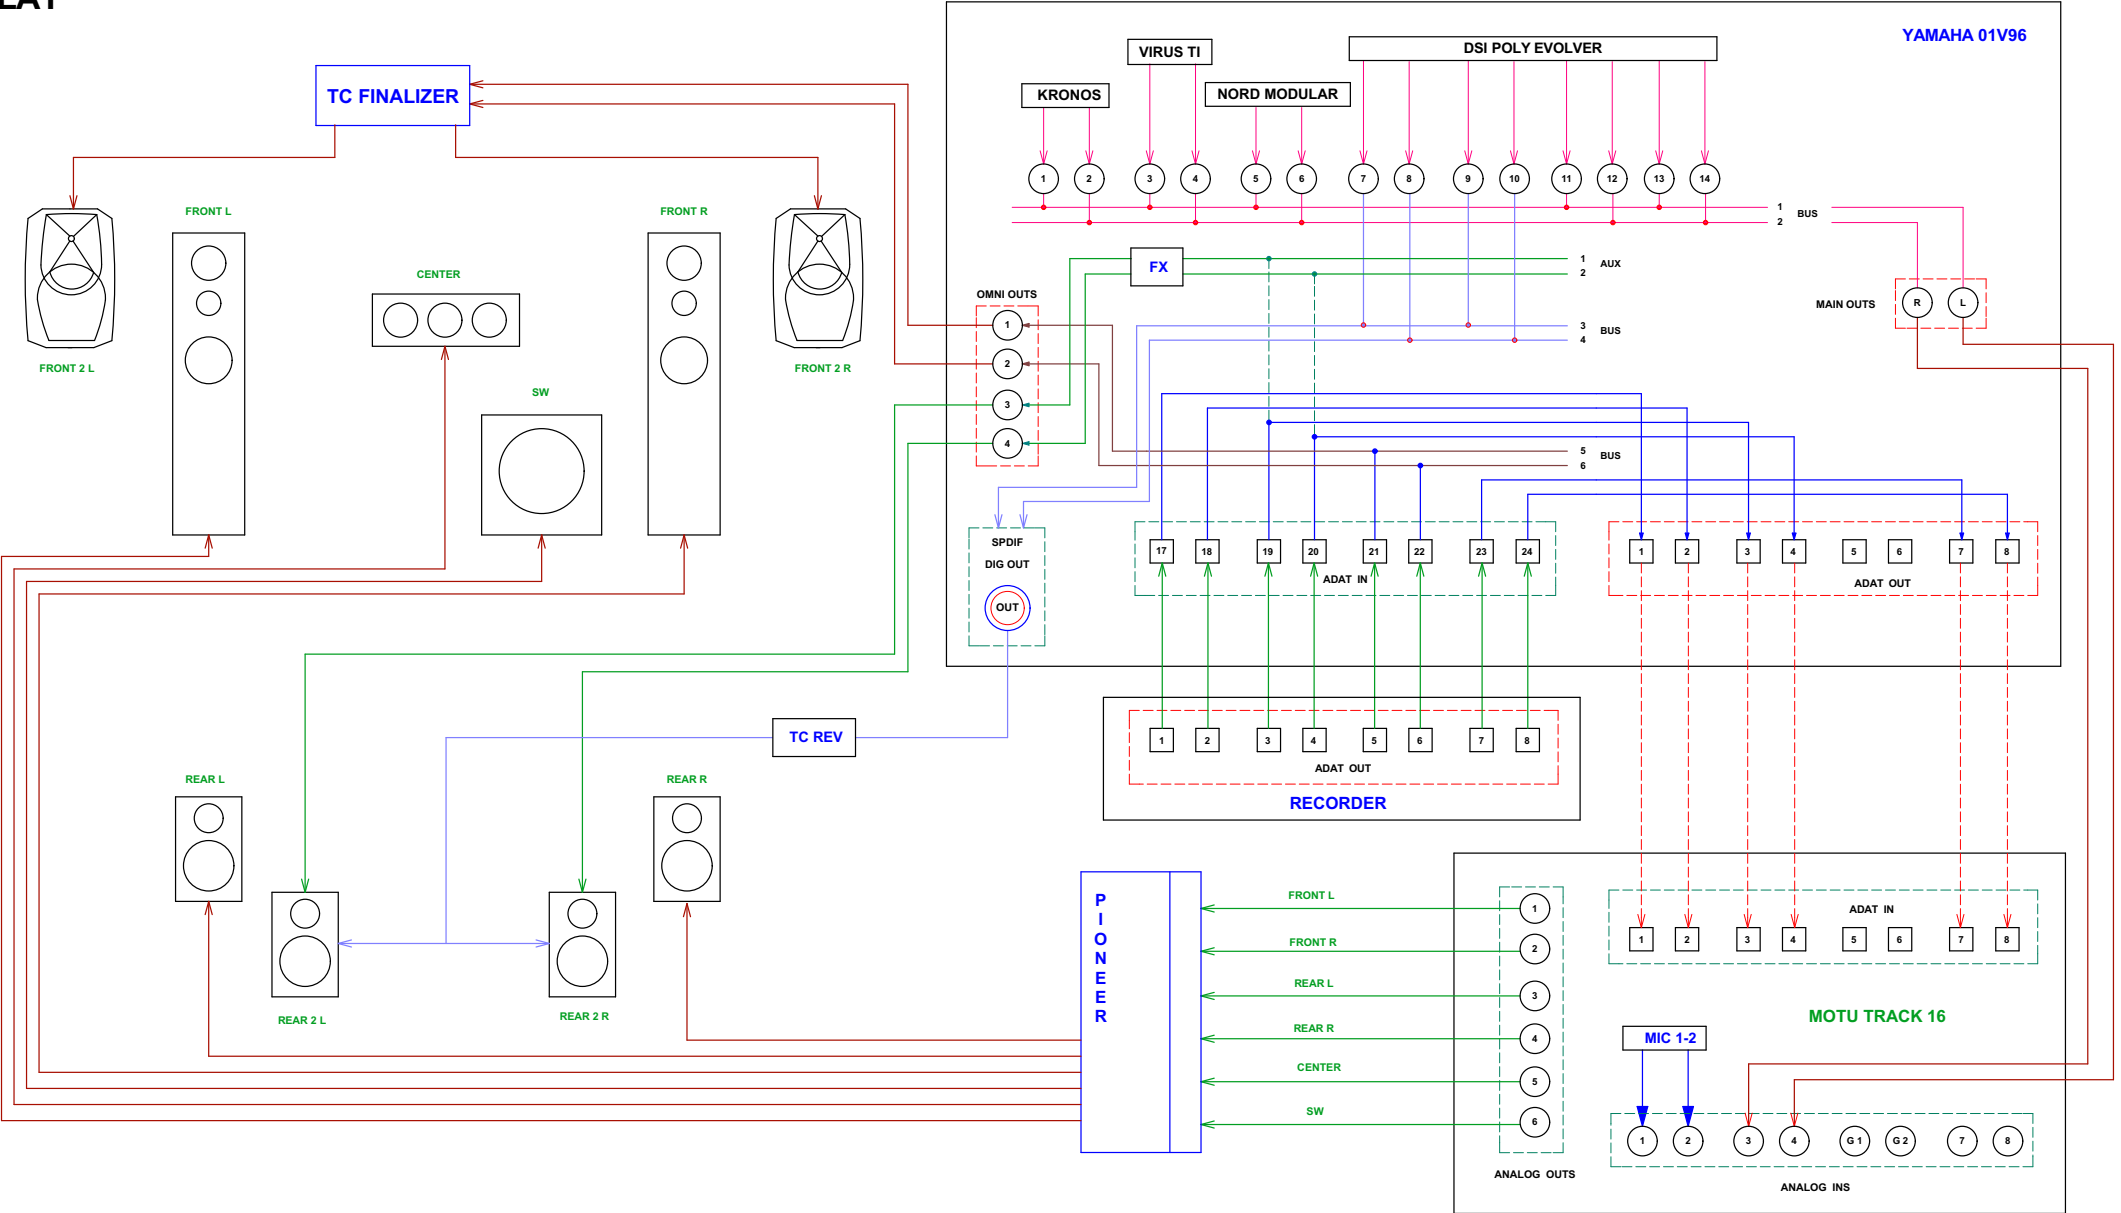 YAMAHA 01V96
VIRUS TI
DSI POLY EVOLVER
KRONOS
NORD MODULAR
TC FINALIZER
1 2 3 4 5 6 7 8 9 10 11 12 13 14
1
2
BUS
FRONT L
FRONT R
FX
1
2
AUX
CENTER
OMNI OUTS
MAIN OUTS
R L
1
2
3
4
3
4
BUS
FRONT 2 L
FRONT 2 R
SW
5
6
BUS
SPDIF
DIG OUT
OUT
17 18 19 20 21 22 23 24
ADAT IN
1 2 3 4 5 6 7 8
ADAT OUT
TC REV
1 2 3 4 5 6 7 8
ADAT OUT
RECORDER
REAR L
REAR R
REAR 2 L
REAR 2 R
P
I
O
N
E
E
R
FRONT L
FRONT R
REAR L
REAR R
CENTER
SW
1
2
3
4
5
6
ANALOG OUTS
ADAT IN
1 2 3 4 5 6 7 8
MOTU TRACK 16
MIC 1-2
1 2 3 4 G 1 G 2 7 8
ANALOG INS